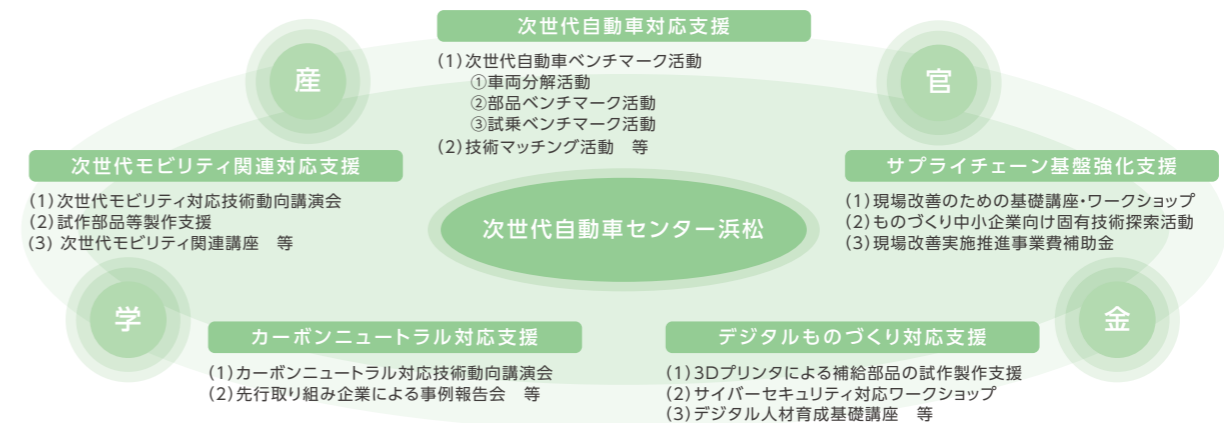 次世代自動車対応支援
(1)次世代自動車ベンチマーク活動
①車両分解活動
②部品ベンチマーク活動
③試乗ベンチマーク活動
(2)技術マッチング活動　等
産
官
次世代モビリティ関連対応支援
(1)次世代モビリティ対応技術動向講演会
(2)試作部品等製作支援
(3) 次世代モビリティ関連講座　等
次世代自動車センター浜松
サプライチェーン基盤強化支援
(1)現場改善のための基礎講座・ワークショップ
(2)ものづくり中小企業向け固有技術探索活動
(3)現場改善実施推進事業費補助金
学
金
カーボンニュートラル対応支援
(1)カーボンニュートラル対応技術動向講演会
(2)先行取り組み企業による事例報告会　等
デジタルものづくり対応支援
(1)3Dプリンタによる補給部品の試作製作支援
(2)サイバーセキュリティ対応ワークショップ
(3)デジタル人材育成基礎講座　等